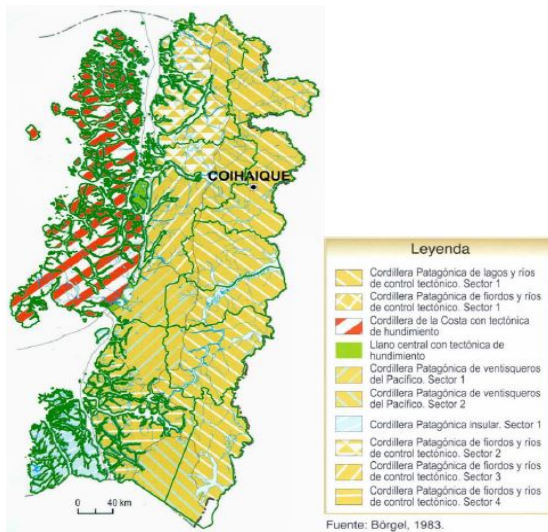 COIHAIQUE
0 40 km
Leyenda
Cordillera Patagónica de lagos y ríos
de control tectónico. Sector 1
Cordillera Patagónica de fiordos y ríos
de control tectónico. Sector 1
Cordillera de la Costa con tectónica
de hundimiento
Llano central con tectónica de
hundimiento
Cordillera Patagónica de ventisqueros
del Pacífico. Sector 1
Cordillera Patagónica de ventisqueros
del Pacífico. Sector 2
Cordillera Patagónica insular. Sector 1
Cordillera Patagónica de fiordos y ríos
de control tectónico. Sector 2
Cordillera Patagónica de fiordos y ríos
de control tectónico. Sector 3
Cordillera Patagónica de fiordos y ríos
de control tectónico. Sector 4
Fuente: Börgel, 1983.